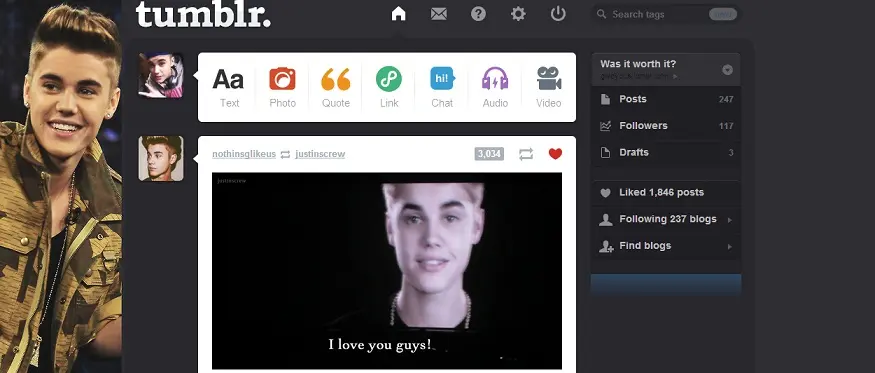 tumblr.
Search tags
Aa
hi!
Text
Photo
Quote
Link
Chat
Audio
Video
Was it worth it?
Posts 247
Followers 117
Drafts 3
Liked 1,846 posts
Following 237 blogs
Find blogs
nothinsglikeus justinscrew 3,034
justinscrew
I love you guys!